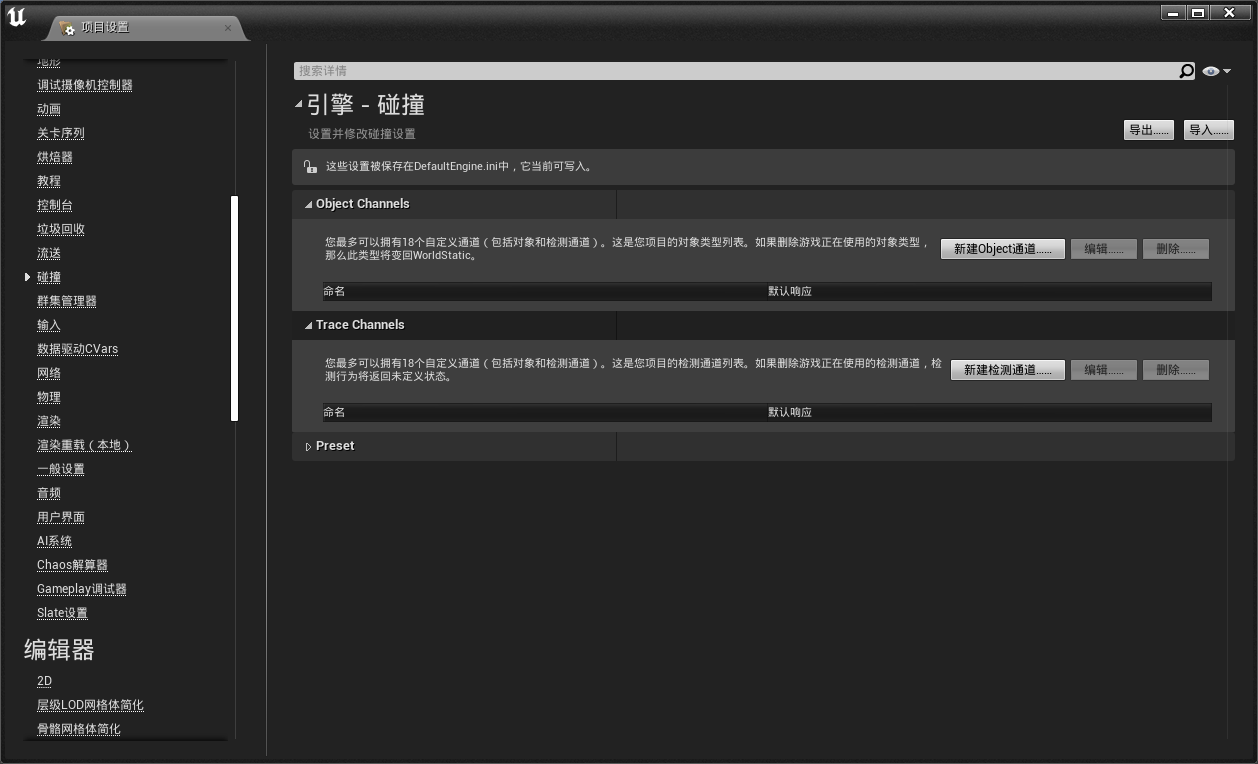 项目设置
地形
调试摄像机控制器
动画
关卡序列
烘焙器
教程
控制台
垃圾回收
流送
碰撞
群集管理器
输入
数据驱动CVars
网络
物理
渲染
渲染重载（本地）
一般设置
音频
用户界面
AI系统
Chaos解算器
Gameplay调试器
Slate设置
编辑器
2D
层级LOD网格体简化
骨骼网格体简化
搜索详情
引擎 - 碰撞
设置并修改碰撞设置
导出......
导入......
这些设置被保存在DefaultEngine.ini中，它当前可写入。
Object Channels
您最多可以拥有18个自定义通道（包括对象和检测通道）。这是您项目的对象类型列表。如果删除游戏正在使用的对象类型，
那么此类型将变回WorldStatic。
新建Object通道......
编辑......
删除......
命名
默认响应
Trace Channels
您最多可以拥有18个自定义通道（包括对象和检测通道）。这是您项目的检测通道列表。如果删除游戏正在使用的检测通道，检
测行为将返回未定义状态。
新建检测通道......
编辑......
删除......
命名
默认响应
Preset